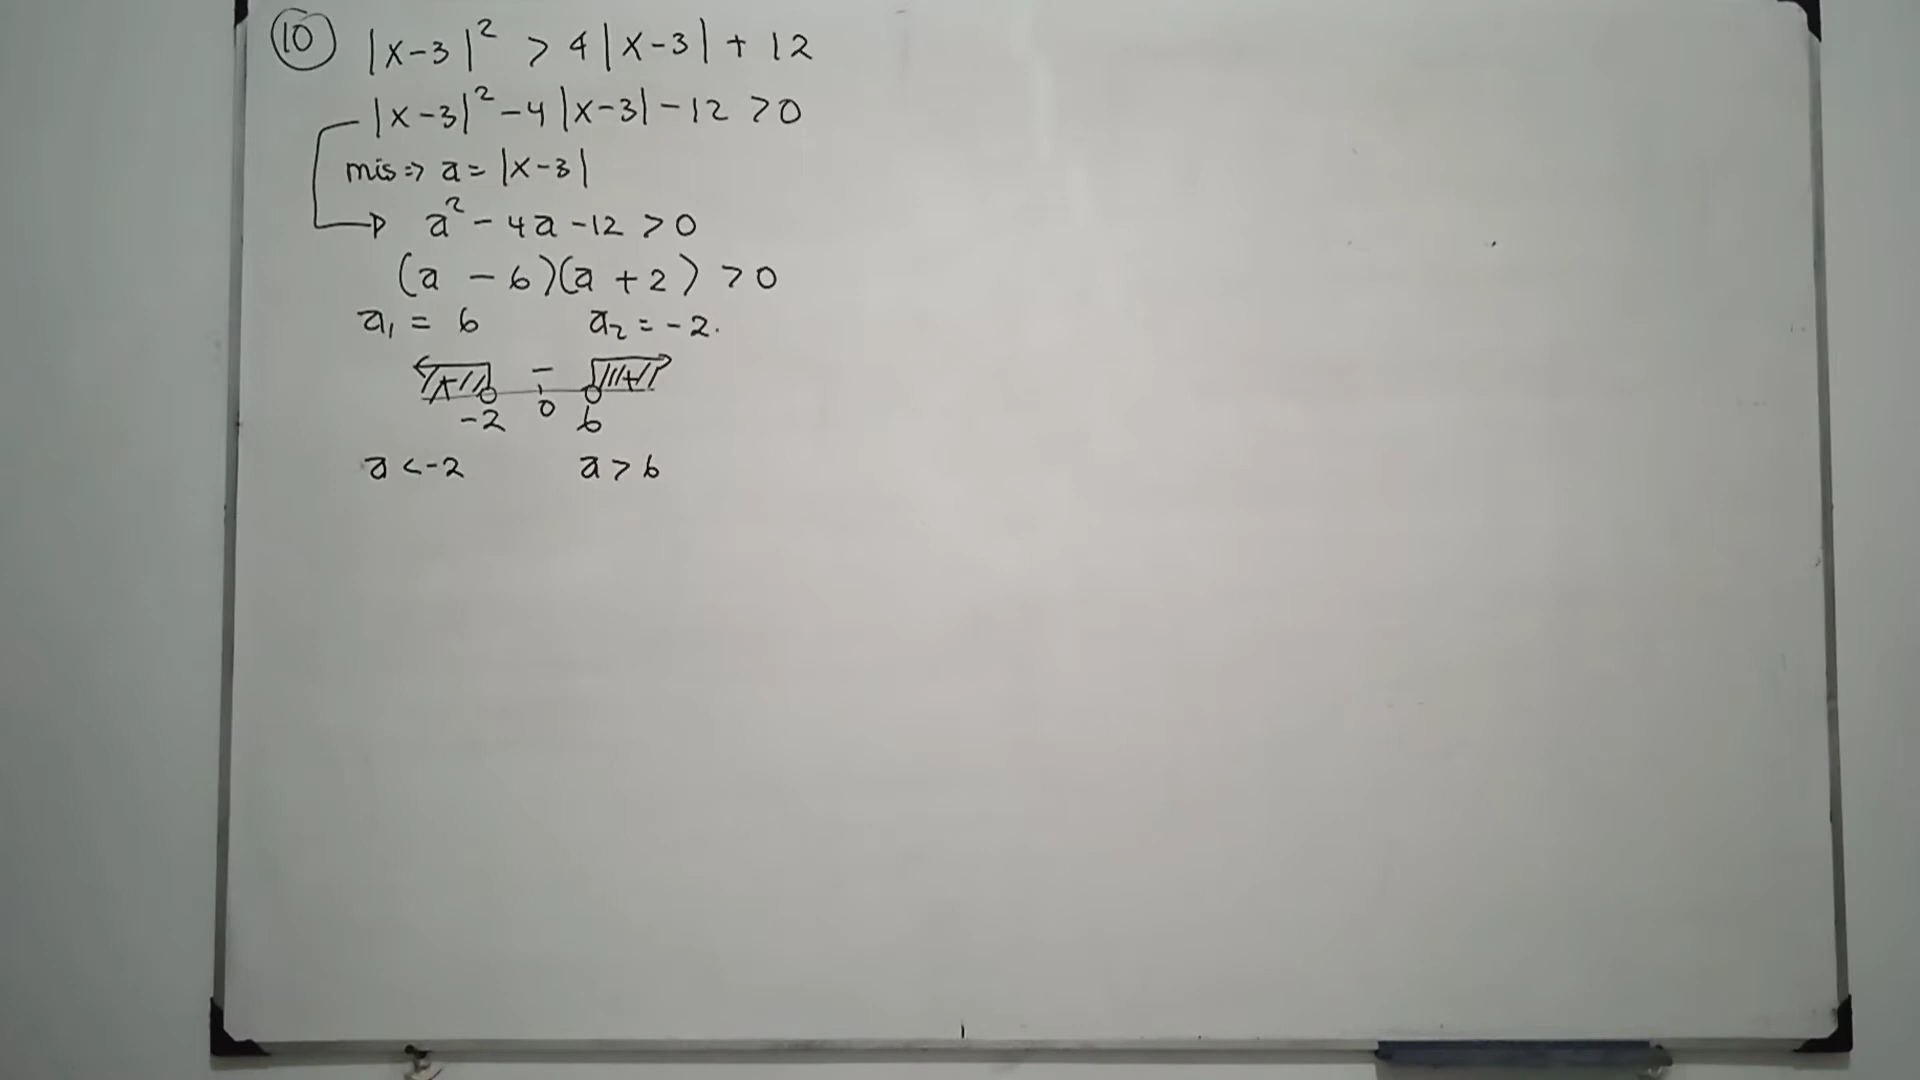 10 |x-3|² > 4|x-3| + 12
|x-3|² - 4|x-3| - 12 > 0
mis => a = |x-3|
a² - 4a - 12 > 0
(a - 6)(a + 2) > 0
a₁ = 6 a₂ = -2.
+ - +
-2 0 6
a < -2 a > 6